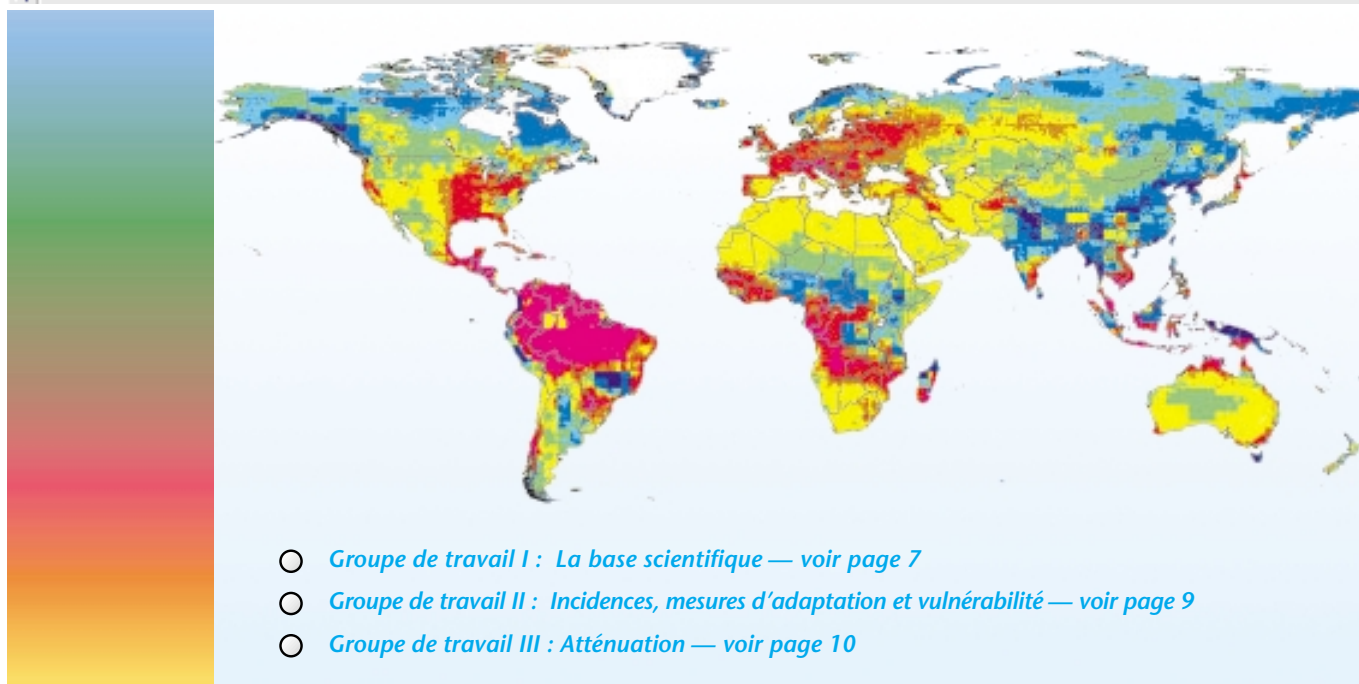 Groupe de travail I : La base scientifique — voir page 7
Groupe de travail II : Incidences, mesures d’adaptation et vulnérabilité — voir page 9
Groupe de travail III : Atténuation — voir page 10